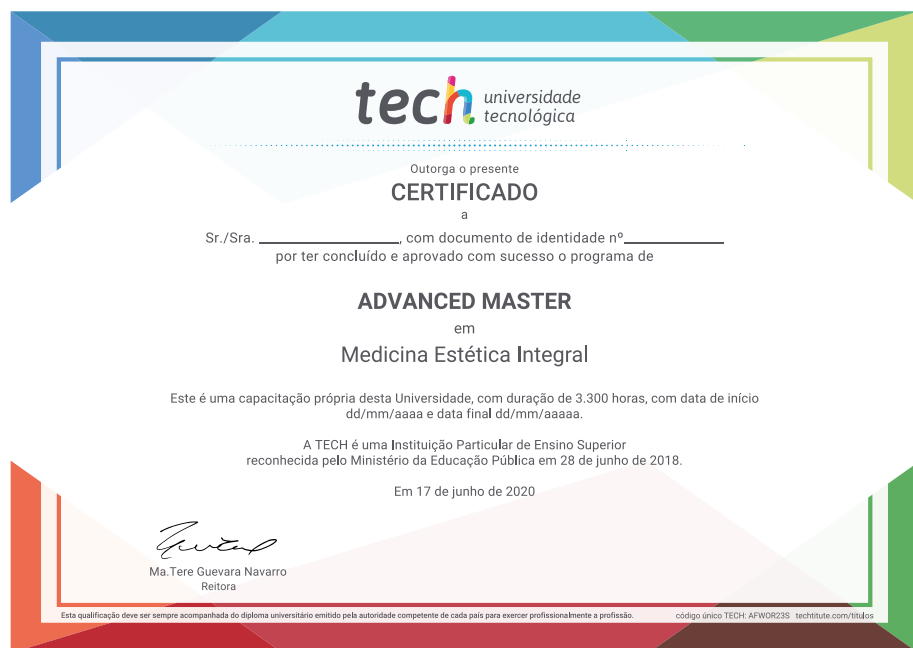 tech universidade
tecnológica
Outorga o presente
CERTIFICADO
a
Sr./Sra. ____________________, com documento de identidade nº______________
por ter concluído e aprovado com sucesso o programa de
ADVANCED MASTER
em
Medicina Estética Integral
Este é uma capacitação própria desta Universidade, com duração de 3.300 horas, com data de início
dd/mm/aaaa e data final dd/mm/aaaaa.
A TECH é uma Instituição Particular de Ensino Superior
reconhecida pelo Ministério da Educação Pública em 28 de junho de 2018.
Em 17 de junho de 2020
Ma.Tere Guevara Navarro
Reitora
Esta qualificação deve ser sempre acompanhada do diploma universitário emitido pela autoridade competente de cada país para exercer profissionalmente a profissão. código único TECH: AFWOR23S techtitute.com/titulos